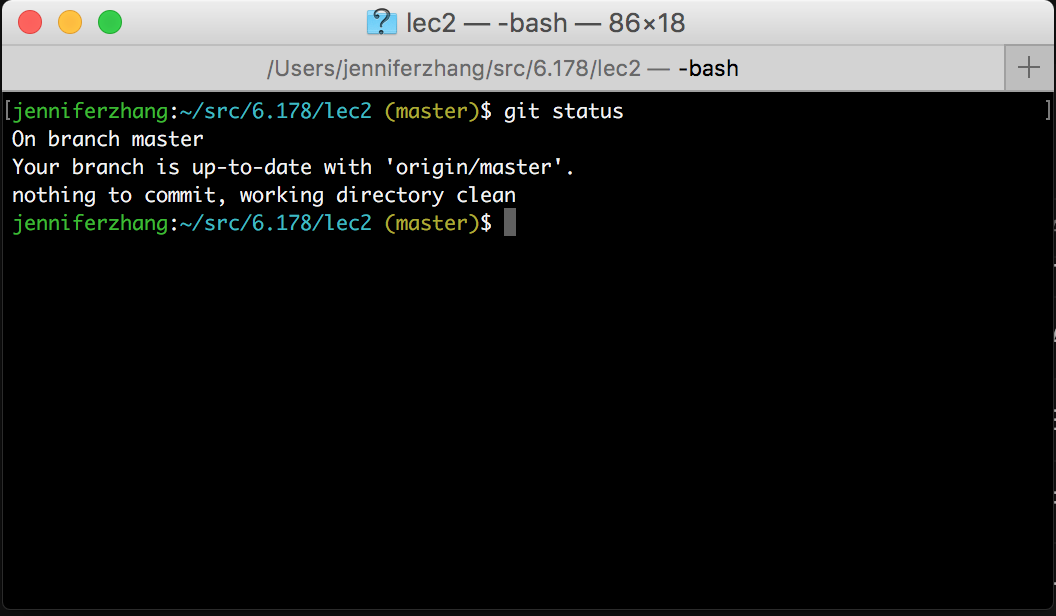 lec2 — -bash — 86×18
/Users/jenniferzhang/src/6.178/lec2 — -bash
[jenniferzhang:~/src/6.178/lec2 (master)$ git status ]
On branch master
Your branch is up-to-date with 'origin/master'.
nothing to commit, working directory clean
jenniferzhang:~/src/6.178/lec2 (master)$